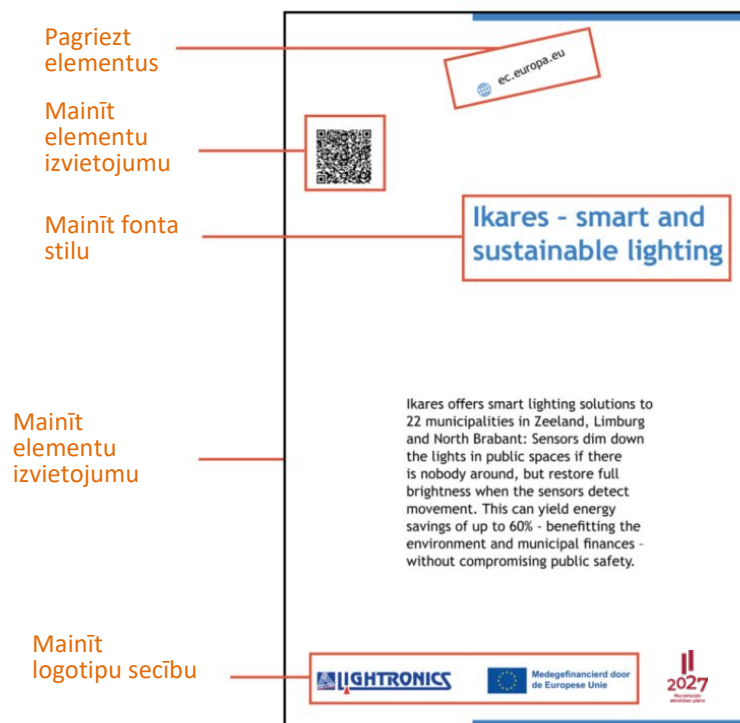 Pagriezt
elementus
ec.europa.eu
Mainīt
elementu
izvietojumu
Mainīt fonta
stilu
Ikares - smart and
sustainable lighting
Mainīt
elementu
izvietojumu
Ikares offers smart lighting solutions to
22 municipalities in Zeeland, Limburg
and North Brabant: Sensors dim down
the lights in public spaces if there
is nobody around, but restore full
brightness when the sensors detect
movement. This can yield energy
savings of up to 60% - benefitting the
environment and municipal finances -
without compromising public safety.
Mainīt
logotipu secību
LIGHTRONICS
Medegefinancierd door
de Europese Unie
2027
Nacionālais
attīstības plāns